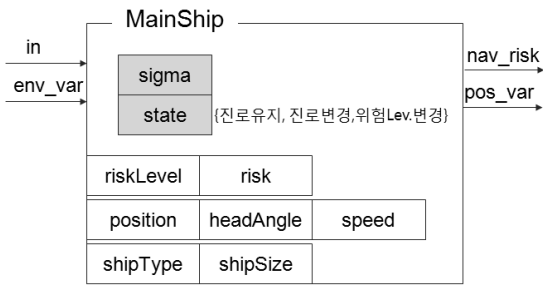 MainShip
in
env_var
sigma
state {진로유지, 진로변경,위험Lev.변경}
nav_risk
pos_var
riskLevel risk
position headAngle speed
shipType shipSize